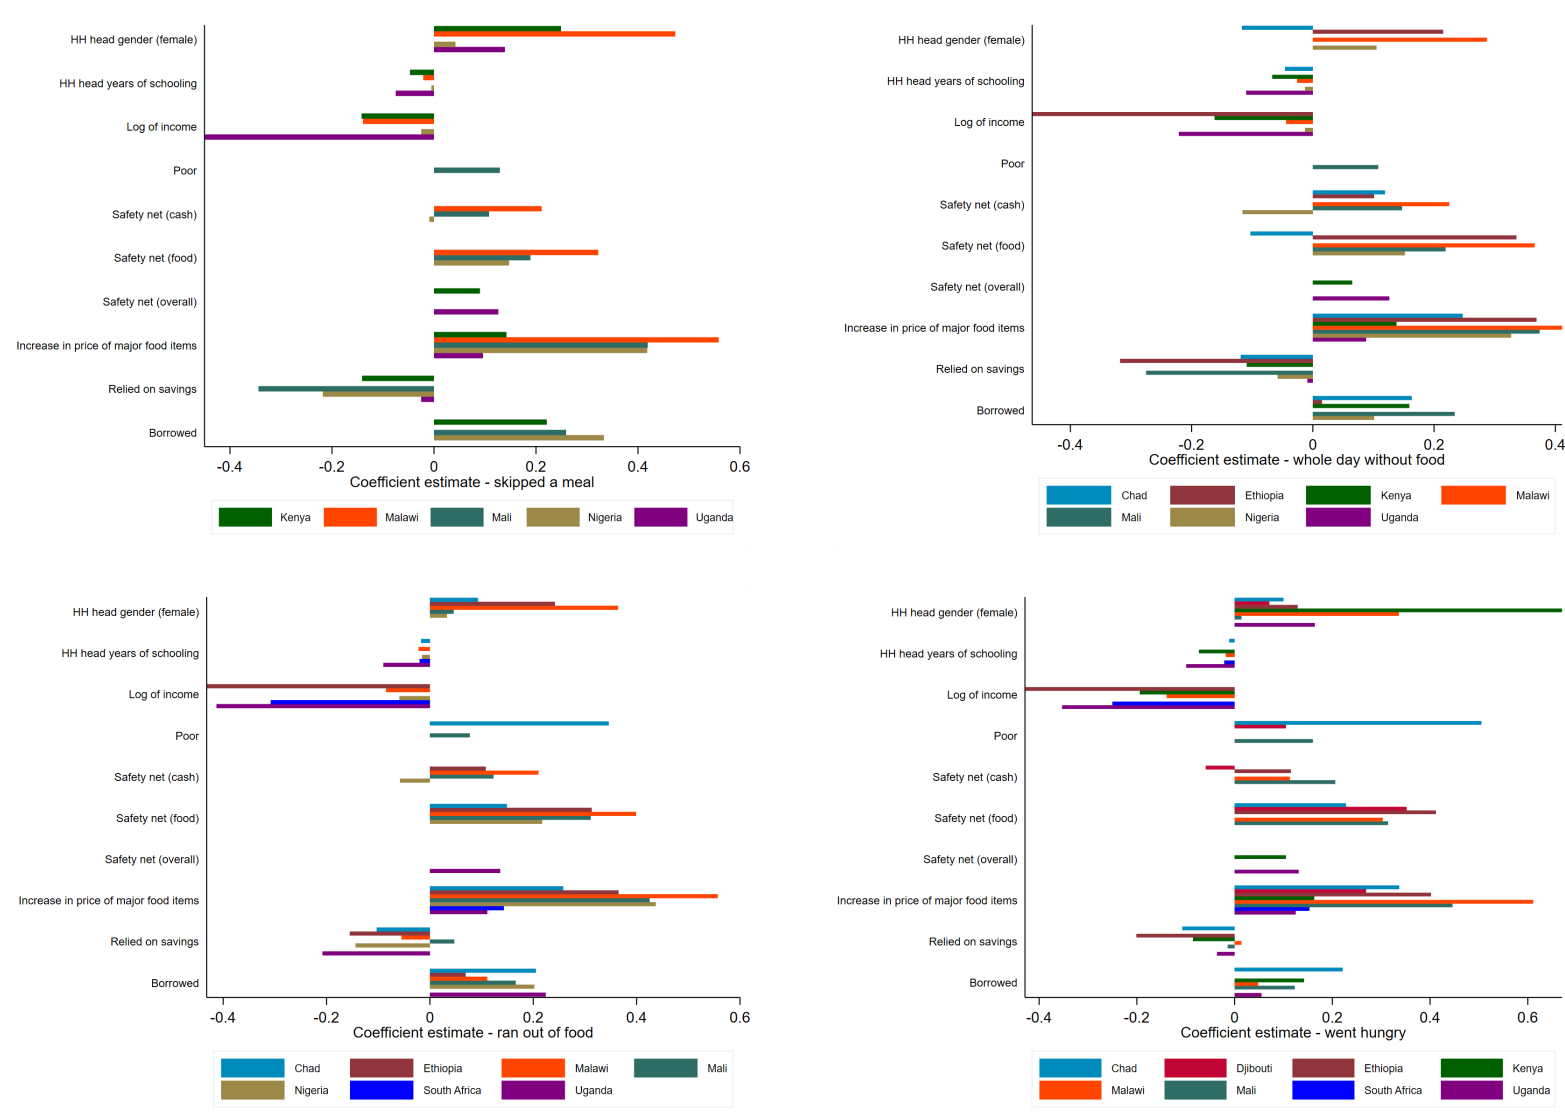 HH head gender (female)
HH head years of schooling
Log of income
Poor
Safety net (cash)
Safety net (food)
Safety net (overall)
Increase in price of major food items
Relied on savings
Borrowed
-0.4 -0.2 0 0.2 0.4 0.6
Coefficient estimate - skipped a meal
Kenya Malawi Mali Nigeria Uganda
HH head gender (female)
HH head years of schooling
Log of income
Poor
Safety net (cash)
Safety net (food)
Safety net (overall)
Increase in price of major food items
Relied on savings
Borrowed
-0.4 -0.2 0 0.2 0.4
Coefficient estimate - whole day without food
Chad Ethiopia Kenya Malawi
Mali Nigeria Uganda
HH head gender (female)
HH head years of schooling
Log of income
Poor
Safety net (cash)
Safety net (food)
Safety net (overall)
Increase in price of major food items
Relied on savings
Borrowed
-0.4 -0.2 0 0.2 0.4 0.6
Coefficient estimate - ran out of food
Chad Ethiopia Malawi Mali
Nigeria South Africa Uganda
HH head gender (female)
HH head years of schooling
Log of income
Poor
Safety net (cash)
Safety net (food)
Safety net (overall)
Increase in price of major food items
Relied on savings
Borrowed
-0.4 -0.2 0 0.2 0.4 0.6
Coefficient estimate - went hungry
Chad Djibouti Ethiopia Kenya
Malawi Mali South Africa Uganda